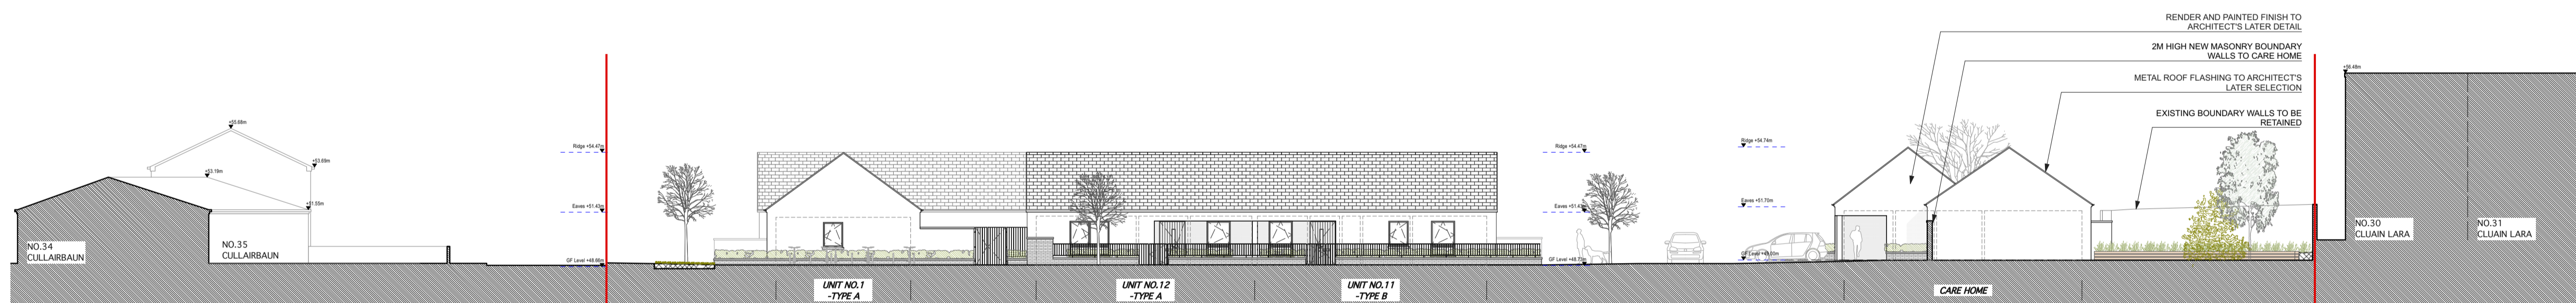 RENDER AND PAINTED FINISH TO
ARCHITECT'S LATER DETAIL
2M HIGH NEW MASONRY BOUNDARY
WALLS TO CARE HOME
METAL ROOF FLASHING TO ARCHITECT'S
LATER SELECTION
EXISTING BOUNDARY WALLS TO BE
RETAINED
+56.48m
+55.68m
+53.89m
+53.18m
+51.55m
Ridge +54.47m
Eaves +51.43m
GF Level +48.66m
Ridge +54.47m
Eaves +51.43m
GF Level +48.73m
Ridge +54.74m
Eaves +51.70m
NO.34
CULLAIRBAUN
NO.35
CULLAIRBAUN
NO.30
CLUAIN LARA
NO.31
CLUAIN LARA
UNIT NO.1
-TYPE A
UNIT NO.12
-TYPE A
UNIT NO.11
-TYPE B
CARE HOME